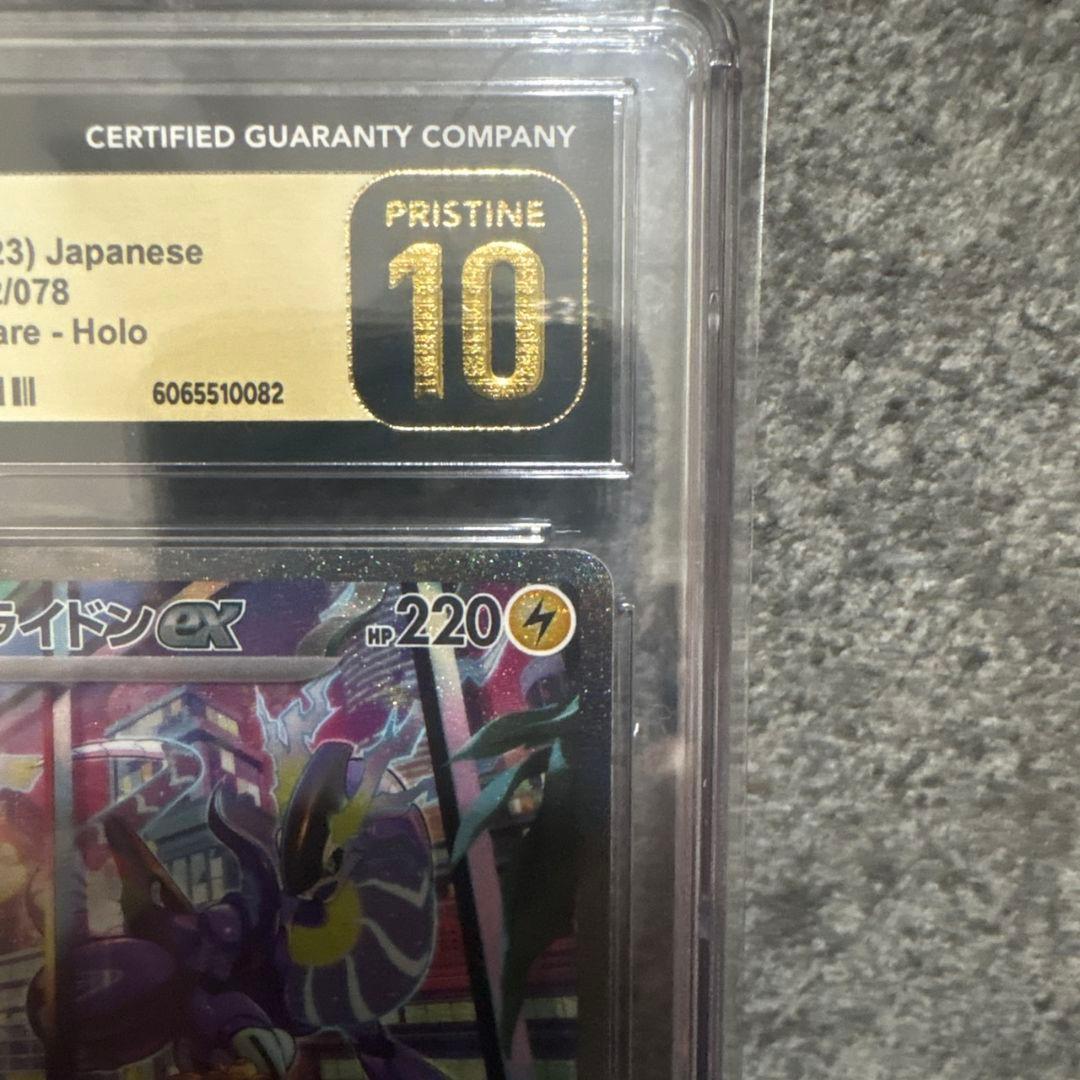 CERTIFIED GUARANTY COMPANY
PRISTINE
10
23) Japanese
/078
are - Holo
6065510082
ライドンex
HP220